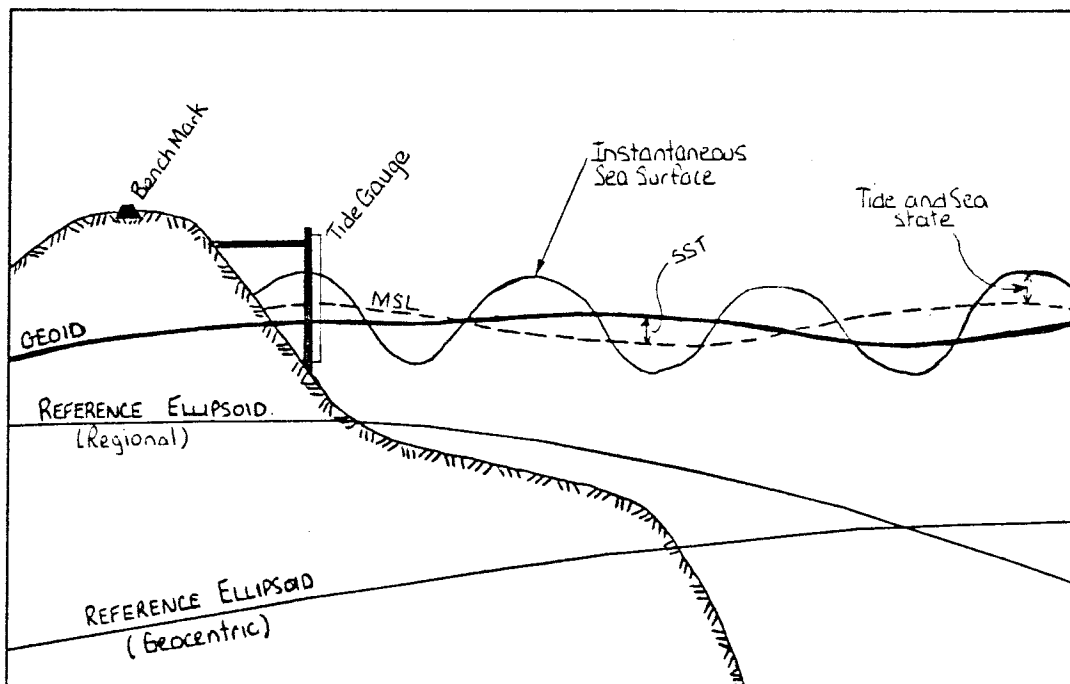 Bench Mark
Tide Gauge
Instantaneous
Sea Surface
Tide and Sea
state
SST
MSL
GEOID
REFERENCE ELLIPSOID.
(Regional)
REFERENCE ELLIPSOID
(Geocentric)